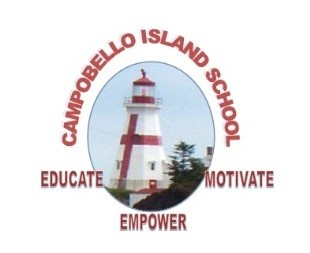 CAMPOBELLO ISLAND SCHOOL
EDUCATE
MOTIVATE
EMPOWER